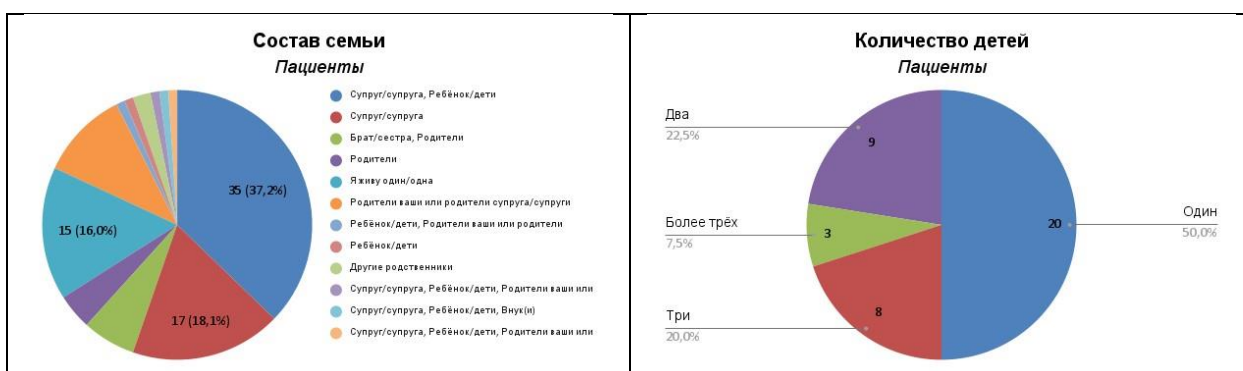 Состав семьи
Пациенты
Супруг/супруга, Ребёнок/дети
Супруг/супруга
Брат/сестра, Родители
Родители
Я живу один/одна
Родители ваши или родители супруга/супруги
Ребёнок/дети, Родители ваши или родители
Ребёнок/дети
Другие родственники
Супруг/супруга, Ребёнок/дети, Родители ваши или
Супруг/супруга, Ребёнок/дети, Внук(и)
Супруг/супруга, Ребёнок/дети, Родители ваши или
35 (37,2%)
15 (16,0%)
17 (18,1%)
Количество детей
Пациенты
Два
22,5%
9
Более трёх
7,5%
3
20
Один
50,0%
Три
20,0%
8